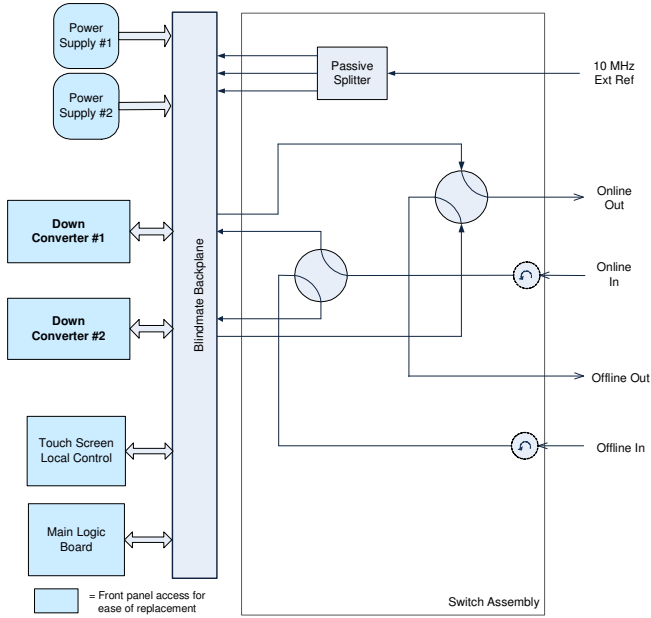 Power
Supply #1
Power
Supply #2
Passive
Splitter
10 MHz
Ext Ref
Down
Converter #1
Online
Out
Blindmate Backplane
Online
In
Down
Converter #2
Offline Out
Touch Screen
Local Control
Offline In
Main Logic
Board
= Front panel access for
ease of replacement
Switch Assembly